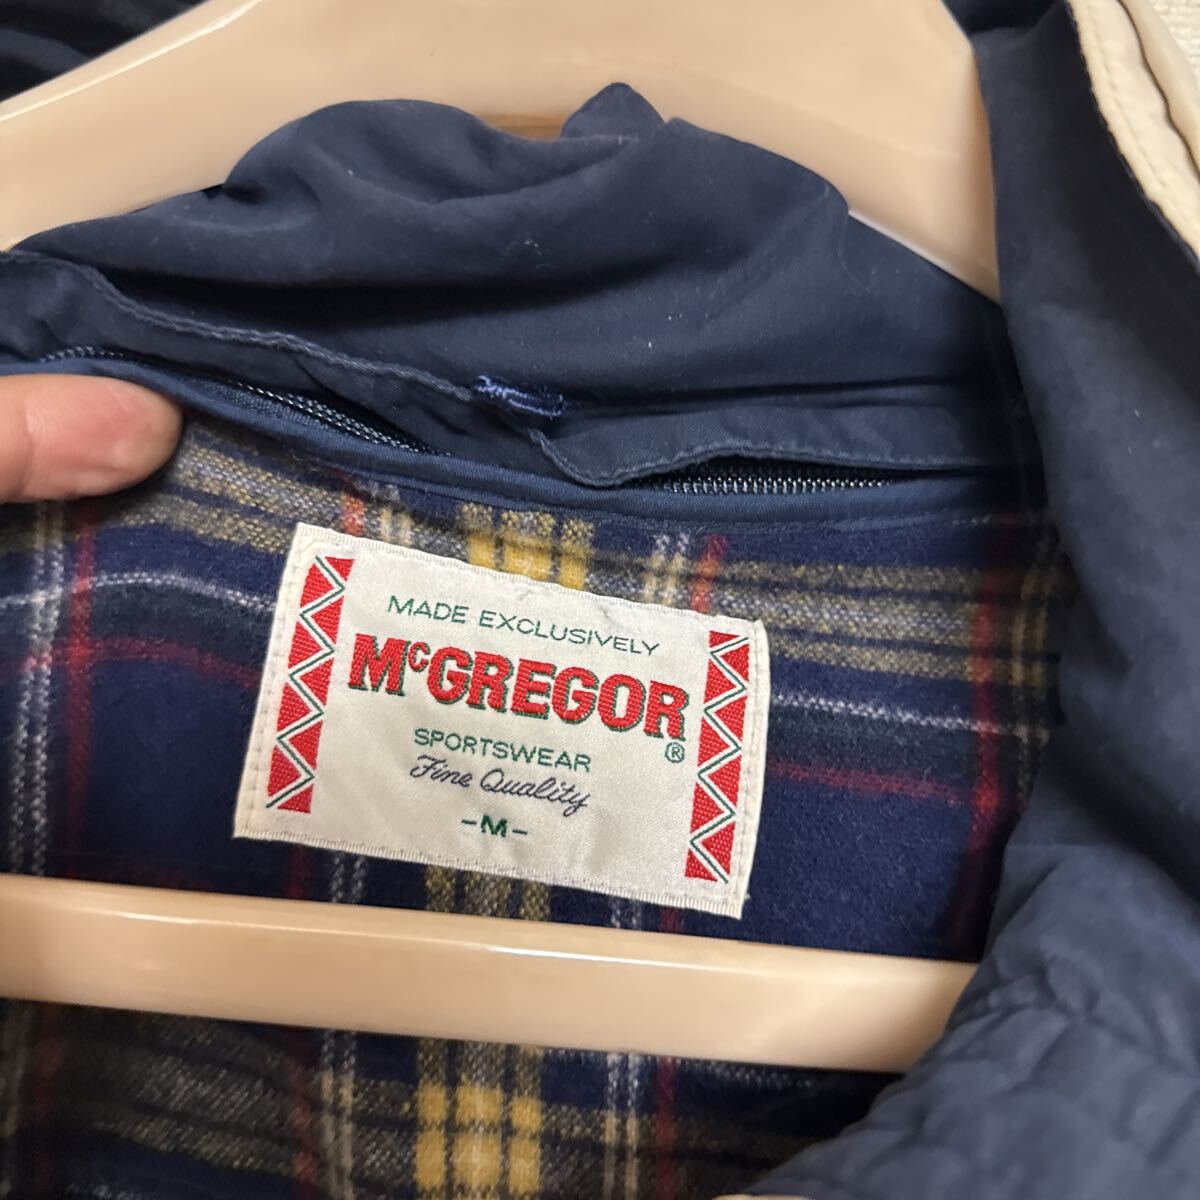 MADE EXCLUSIVELY
McGREGOR®
SPORTSWEAR
Fine Quality
-M-